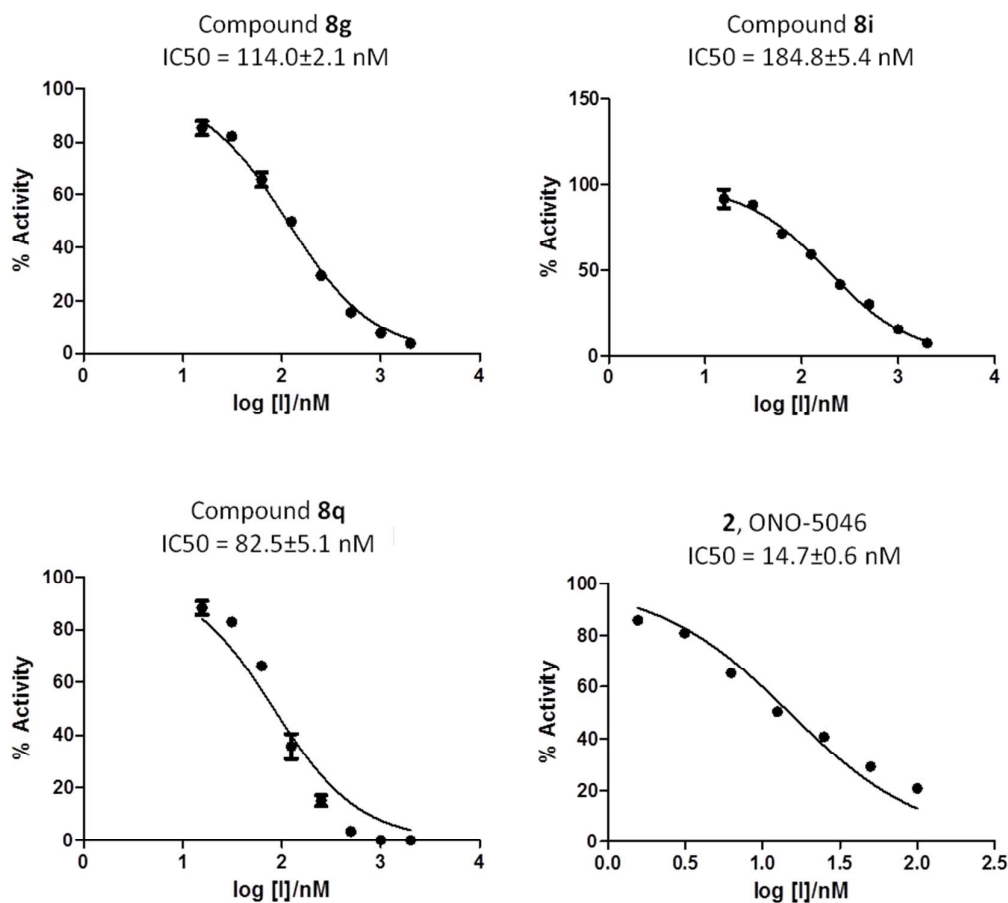 Compound 8g
IC50 = 114.0±2.1 nM
100
80
60
40
20
0
% Activity
0
1
2
3
4
log [I]/nM
Compound 8i
IC50 = 184.8±5.4 nM
150
100
50
0
% Activity
0
1
2
3
4
log [I]/nM
Compound 8q
IC50 = 82.5±5.1 nM
100
80
60
40
20
0
% Activity
0
1
2
3
4
log [I]/nM
2, ONO-5046
IC50 = 14.7±0.6 nM
100
80
60
40
20
0
% Activity
0.0
0.5
1.0
1.5
2.0
2.5
log [I]/nM